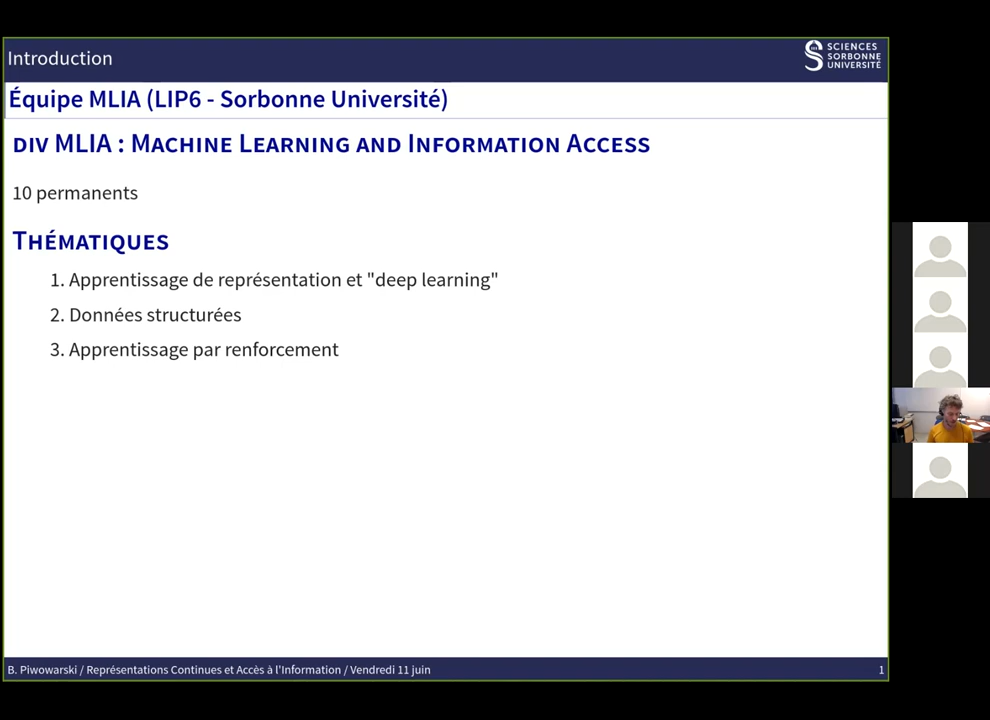 Introduction
SCIENCES
SORBONNE
UNIVERSITÉ
Équipe MLIA (LIP6 - Sorbonne Université)
DIV MLIA : MACHINE LEARNING AND INFORMATION ACCESS
10 permanents
THÉMATIQUES
1. Apprentissage de représentation et "deep learning"
2. Données structurées
3. Apprentissage par renforcement
B. Piwowarski / Représentations Continues et Accès à l'Information / Vendredi 11 juin
1